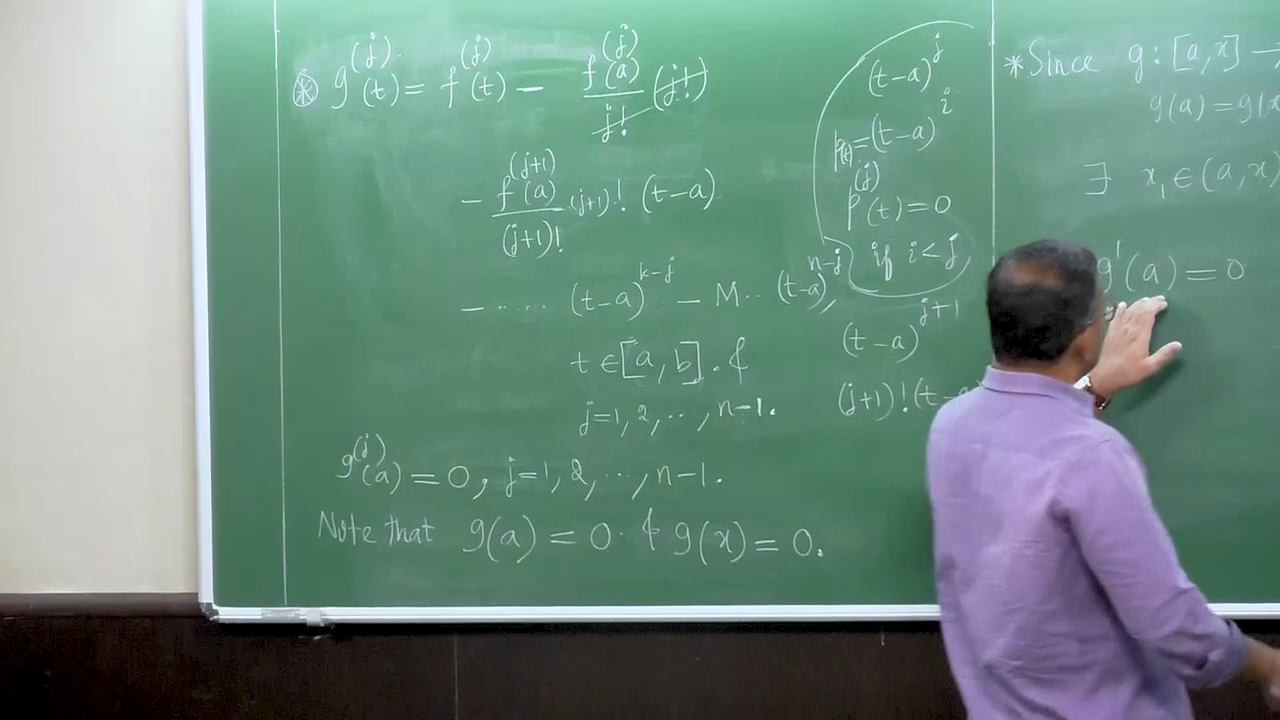 ⊛ g^(j)(t) = f^(j)(t) − f^(j)(a)/j! (j!)
− f^(j+1)(a)/(j+1)! (j+1)! (t−a)
− ..... (t−a)^(k−j) − M.. (t−a)^(n−j),
t ∈ [a, b]. &
j=1, 2, .., n−1.
g^(j)(a) = 0, j=1, 2, ..., n−1.
Note that g(a) = 0. & g(x) = 0.
(t−a)^j
p(t)=(t−a)^i
p^(j)(t) = 0
if i < j
(t−a)^(j+1)
(j+1)! (t−a
*Since g : [a, x] →
g(a) = g(x
∃ x₁ ∈ (a, x)
g'(a) = 0